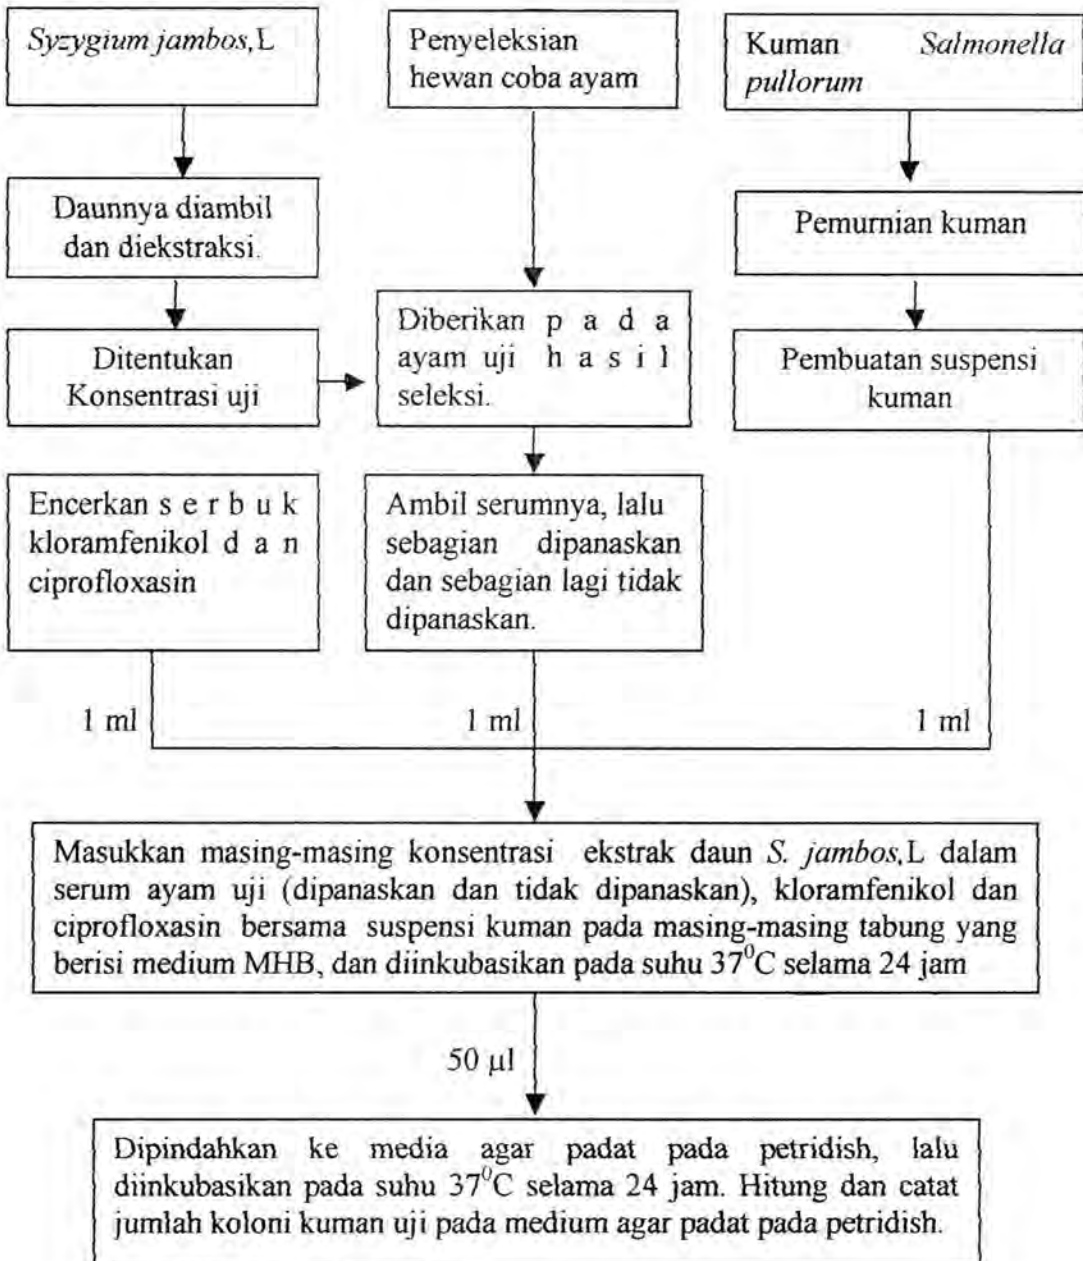 Syzygium jambos,L
Penyeleksian
hewan coba ayam
Kuman Salmonella
pullorum
Daunnya diambil
dan diekstraksi.
Pemurnian kuman
Ditentukan
Konsentrasi uji
Diberikan p a d a
ayam uji h a s i l
seleksi.
Pembuatan suspensi
kuman
Encerkan s e r b u k
kloramfenikol d a n
ciprofloxasin
Ambil serumnya, lalu
sebagian dipanaskan
dan sebagian lagi tidak
dipanaskan.
1 ml
1 ml
1 ml
Masukkan masing-masing konsentrasi ekstrak daun S. jambos,L dalam
serum ayam uji (dipanaskan dan tidak dipanaskan), kloramfenikol dan
ciprofloxasin bersama suspensi kuman pada masing-masing tabung yang
berisi medium MHB, dan diinkubasikan pada suhu 37⁰C selama 24 jam
50 µl
Dipindahkan ke media agar padat pada petridish, lalu
diinkubasikan pada suhu 37⁰C selama 24 jam. Hitung dan catat
jumlah koloni kuman uji pada medium agar padat pada petridish.